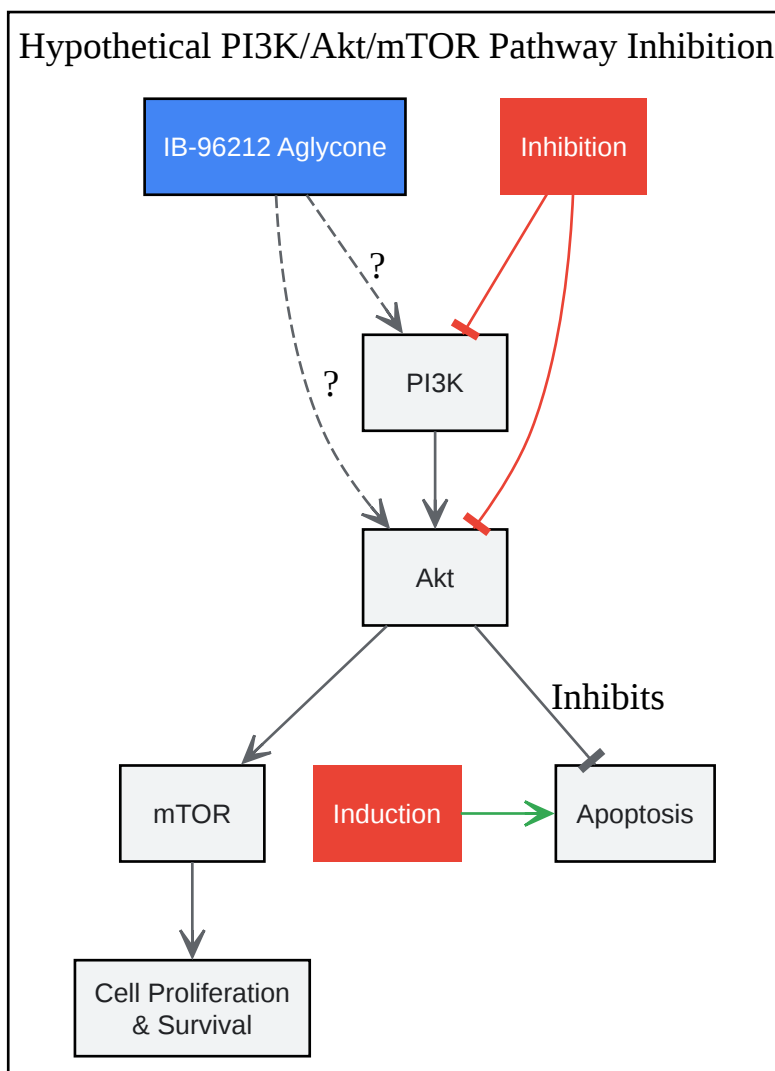 Hypothetical PI3K/Akt/mTOR Pathway Inhibition
IB-96212 Aglycone
Inhibition
?
PI3K
?
Akt
Inhibits
mTOR
Induction
Apoptosis
Cell Proliferation
& Survival